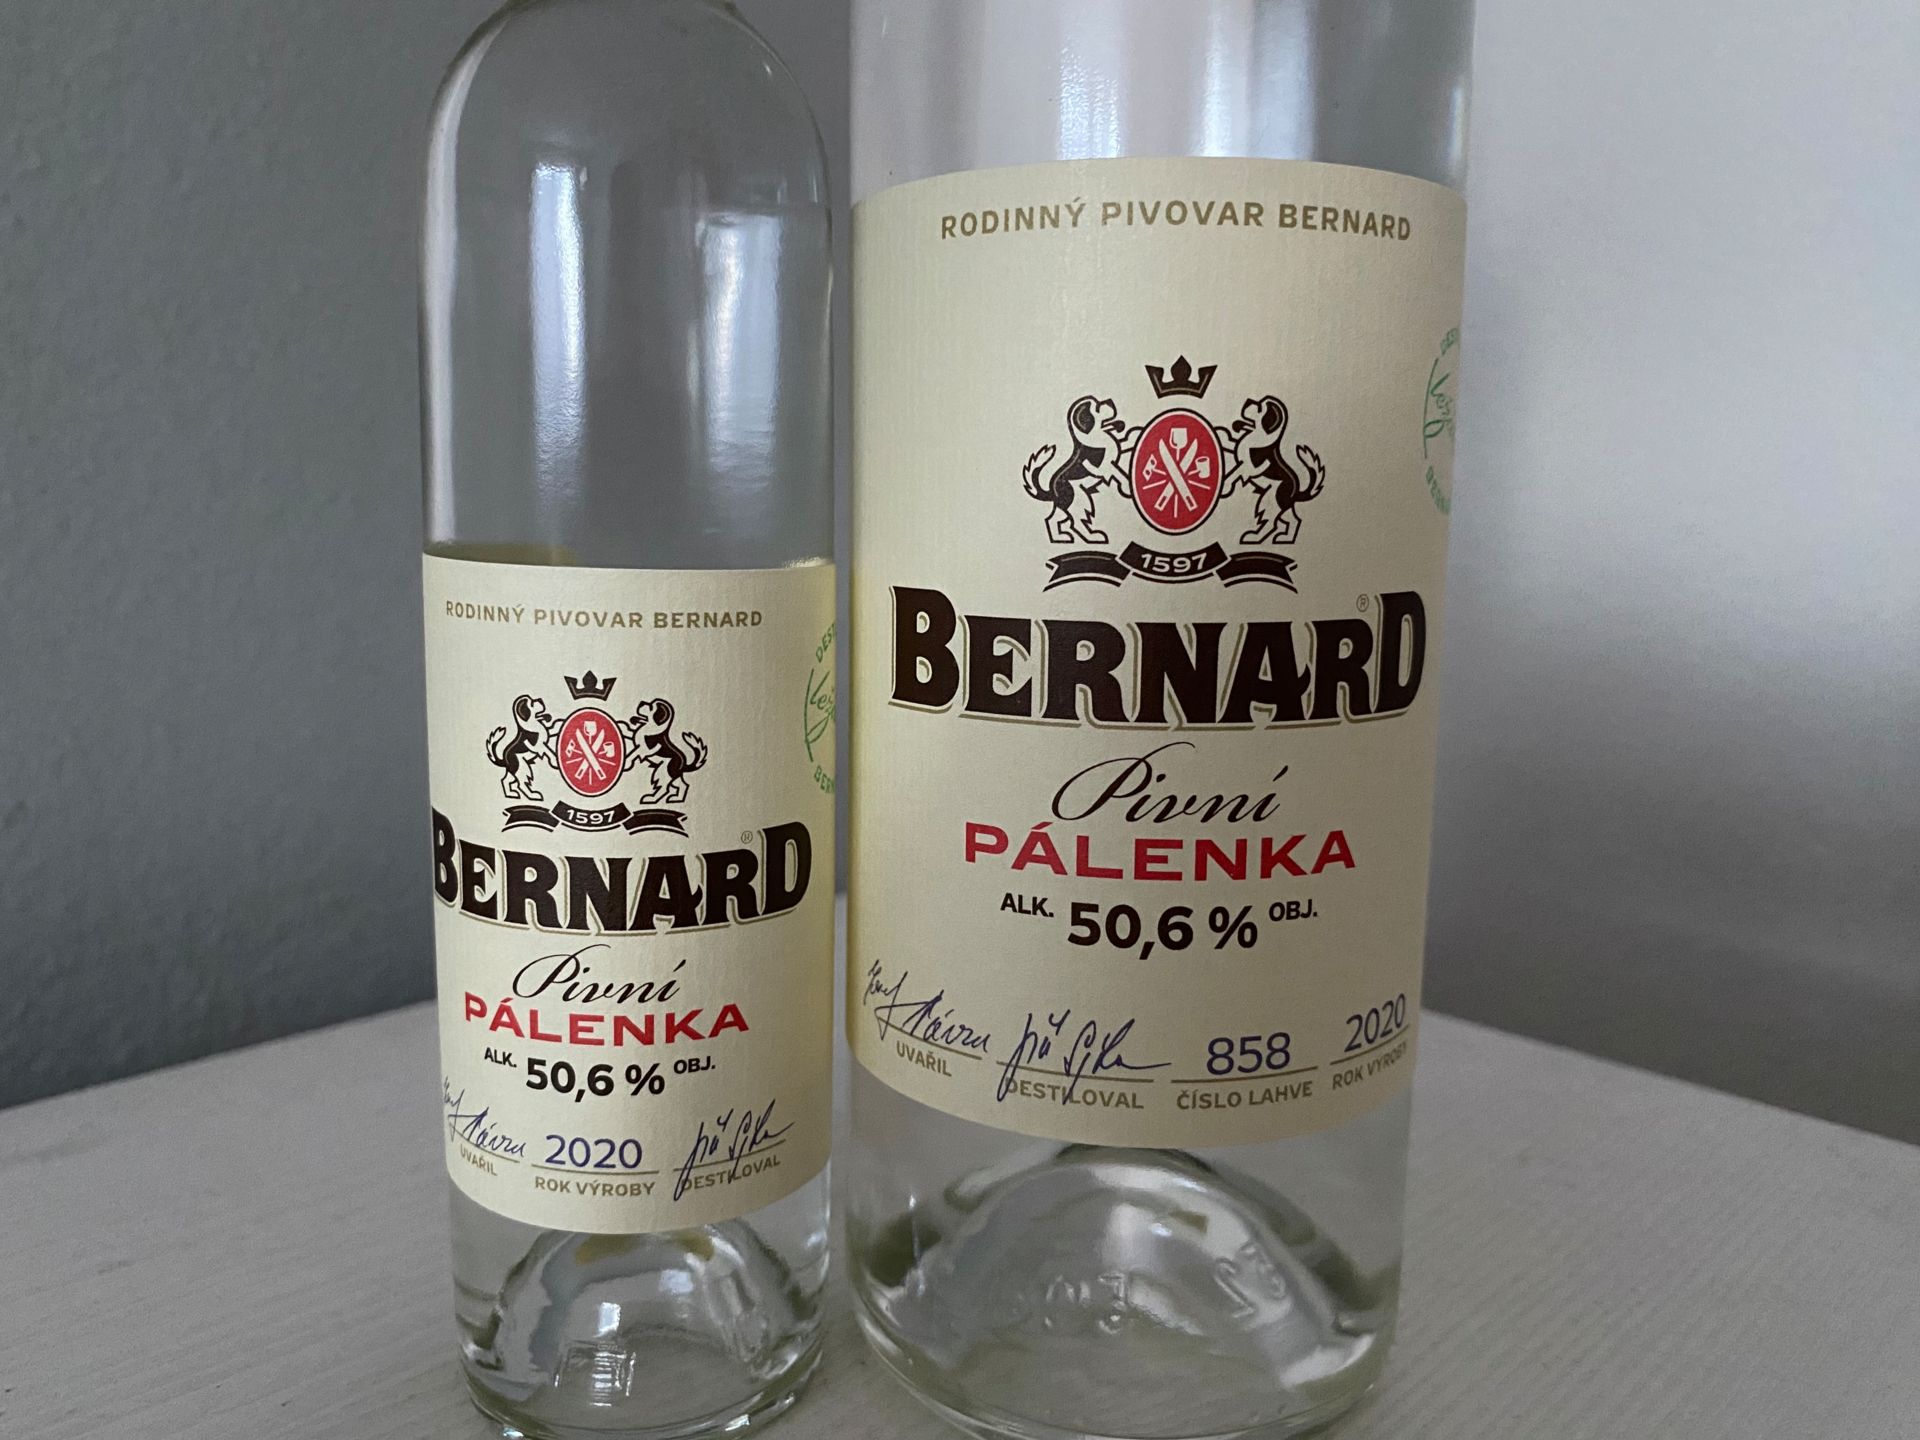 RODINNÝ PIVOVAR BERNARD
1597
BERNARD®
Pivní
PÁLENKA
ALK. 50,6 % OBJ.
2020
UVAŘIL ROK VÝROBY DESTILOVAL
RODINNÝ PIVOVAR BERNARD
1597
BERNARD®
Pivní
PÁLENKA
ALK. 50,6 % OBJ.
858 2020
UVAŘIL DESTILOVAL ČÍSLO LAHVE ROK VÝROBY